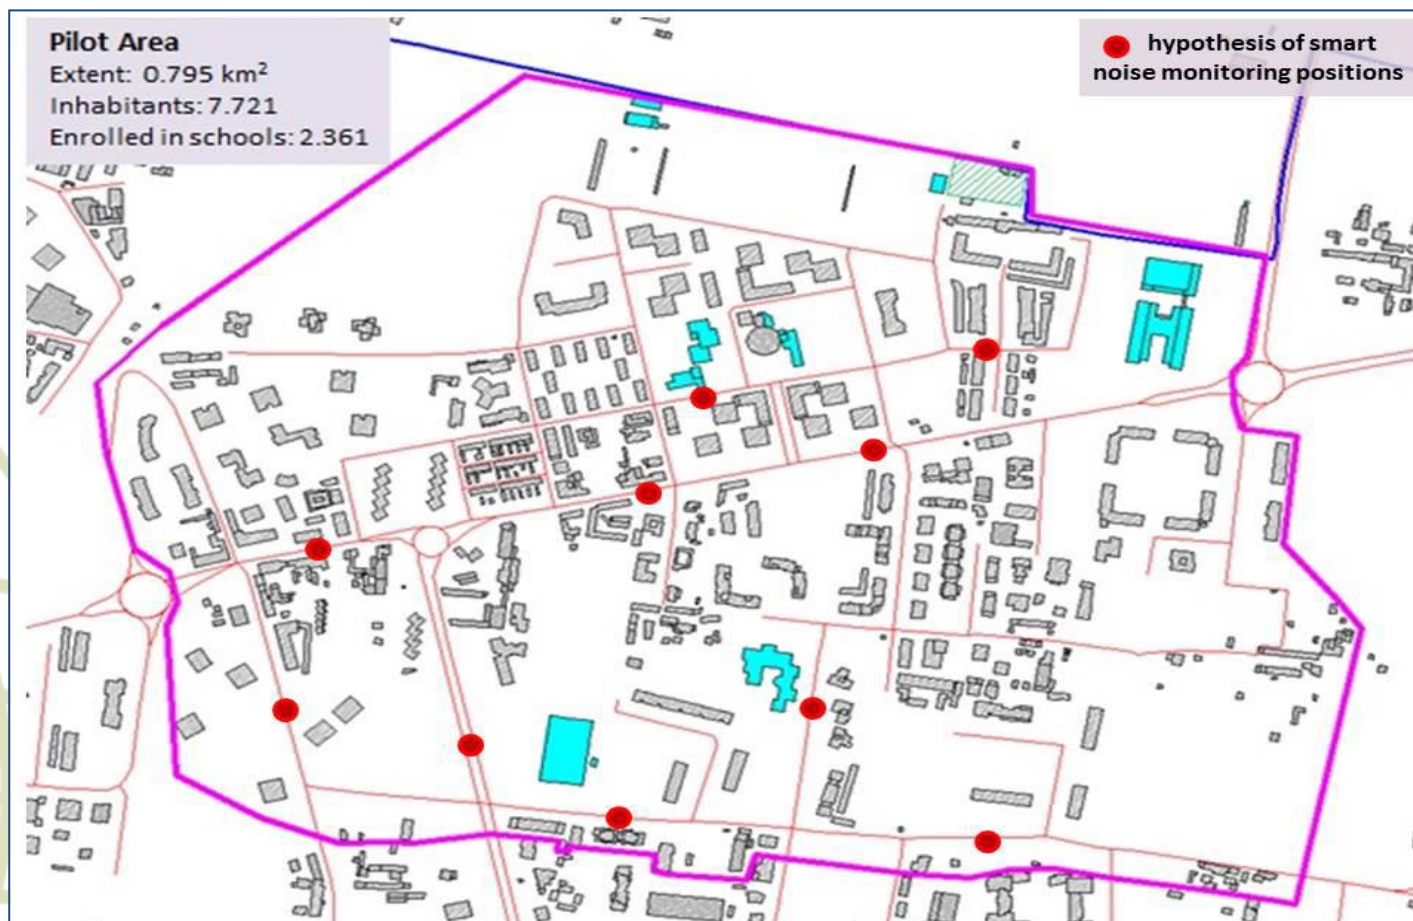 Pilot Area
Extent: 0.795 km²
Inhabitants: 7.721
Enrolled in schools: 2.361
hypothesis of smart
noise monitoring positions